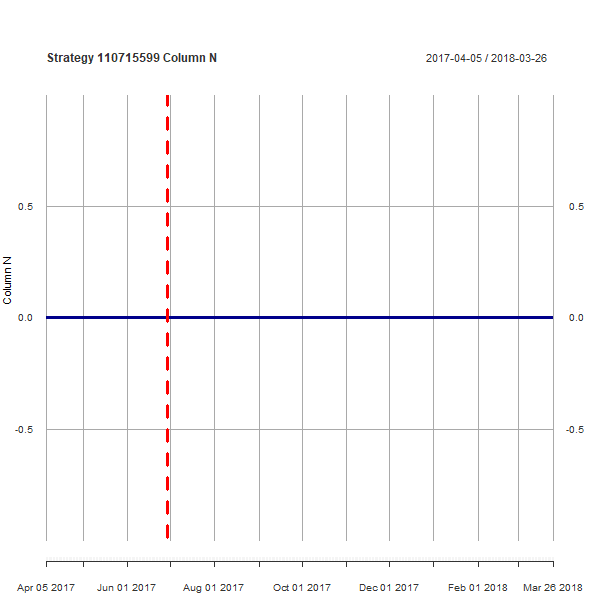 Strategy 110715599 Column N
2017-04-05 / 2018-03-26
0.5
0.5
Column N
0.0
0.0
-0.5
-0.5
Apr 05 2017
Jun 01 2017
Aug 01 2017
Oct 01 2017
Dec 01 2017
Feb 01 2018
Mar 26 2018